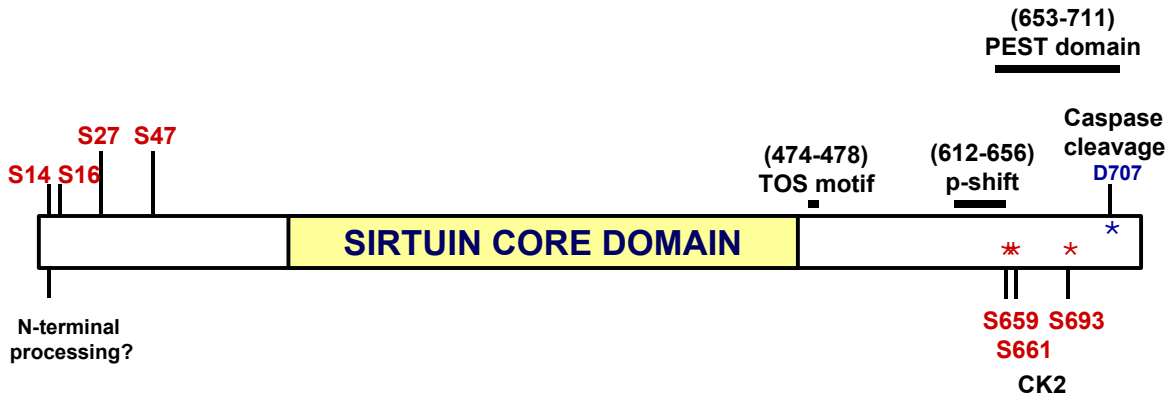 (653-711)
PEST domain
S27 S47
Caspase
cleavage
D707
(474-478)
TOS motif
(612-656)
p-shift
S14 S16
SIRTUIN CORE DOMAIN
** * *
N-terminal
processing?
S659 S693
S661
CK2